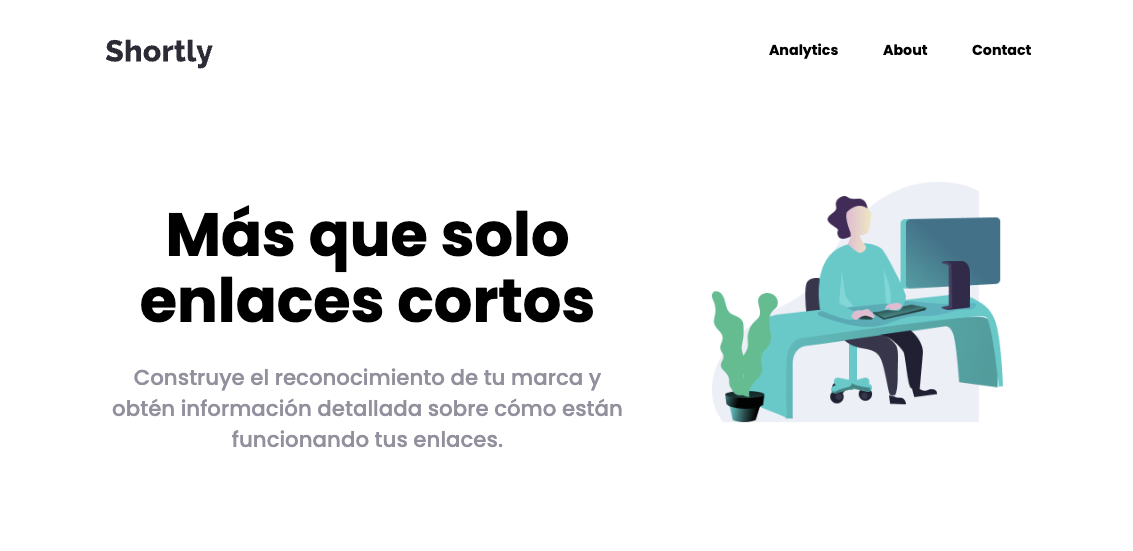 Shortly
Analytics About Contact
Más que solo
enlaces cortos
Construye el reconocimiento de tu marca y
obtén información detallada sobre cómo están
funcionando tus enlaces.